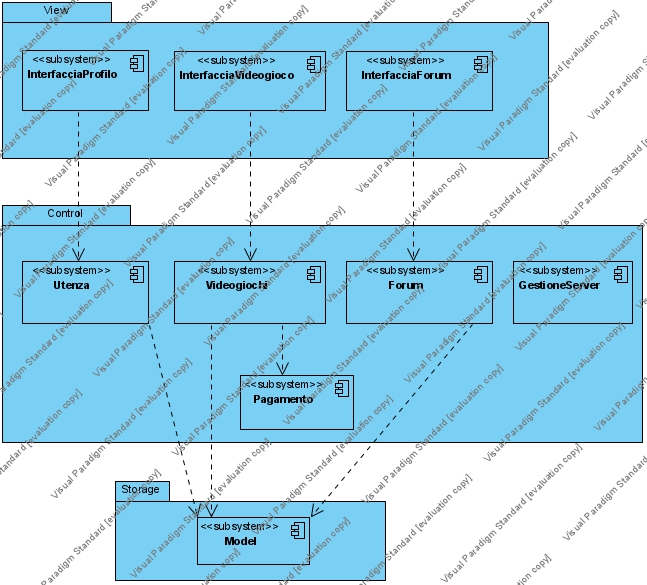 View
<<subsystem>>
InterfacciaProfilo
<<subsystem>>
InterfacciaVideogioco
<<subsystem>>
InterfacciaForum
Control
<<subsystem>>
Utenza
<<subsystem>>
Videogiochi
<<subsystem>>
Forum
<<subsystem>>
GestioneServer
<<subsystem>>
Pagamento
Storage
<<subsystem>>
Model
Visual Paradigm Standard [evaluation copy]